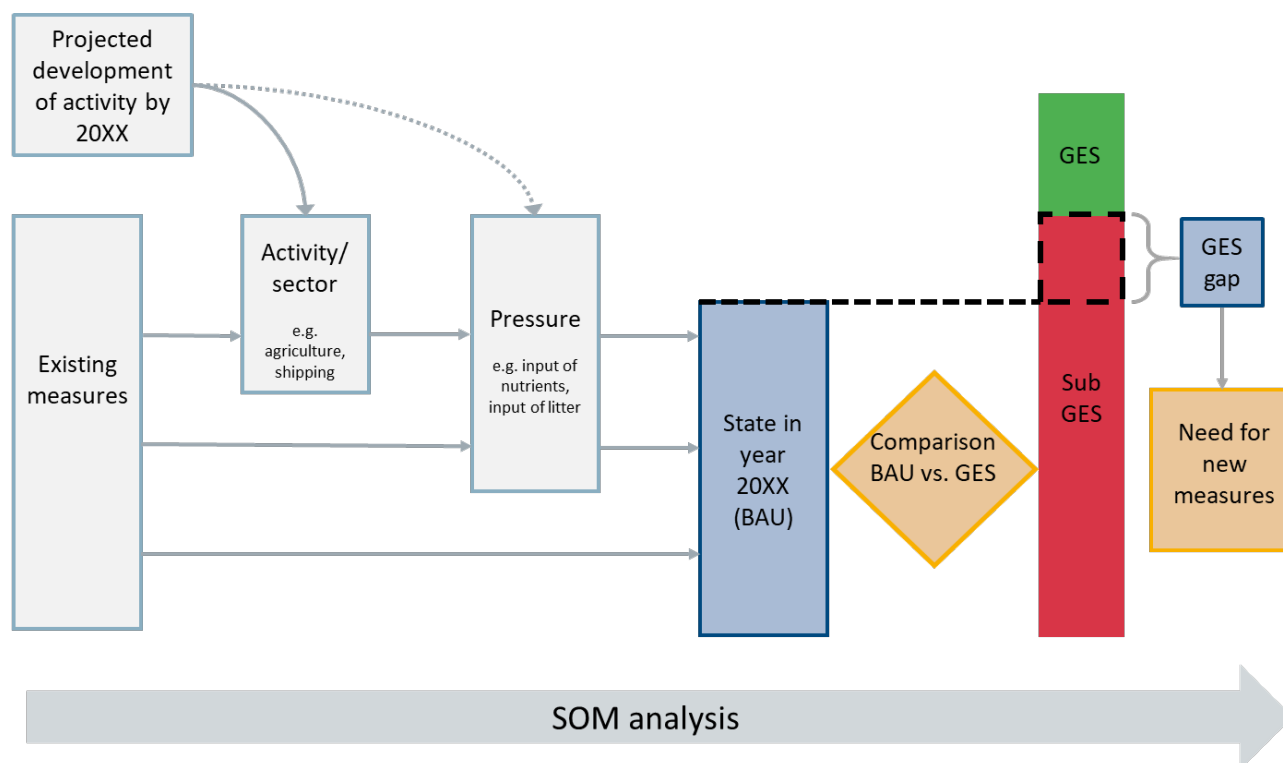 Projected
development
of activity by
20XX
Existing
measures
Activity/
sector
e.g.
agriculture,
shipping
Pressure
e.g. input of
nutrients,
input of litter
State in
year
20XX
(BAU)
Comparison
BAU vs. GES
GES
Sub
GES
GES
gap
Need for
new
measures
SOM analysis